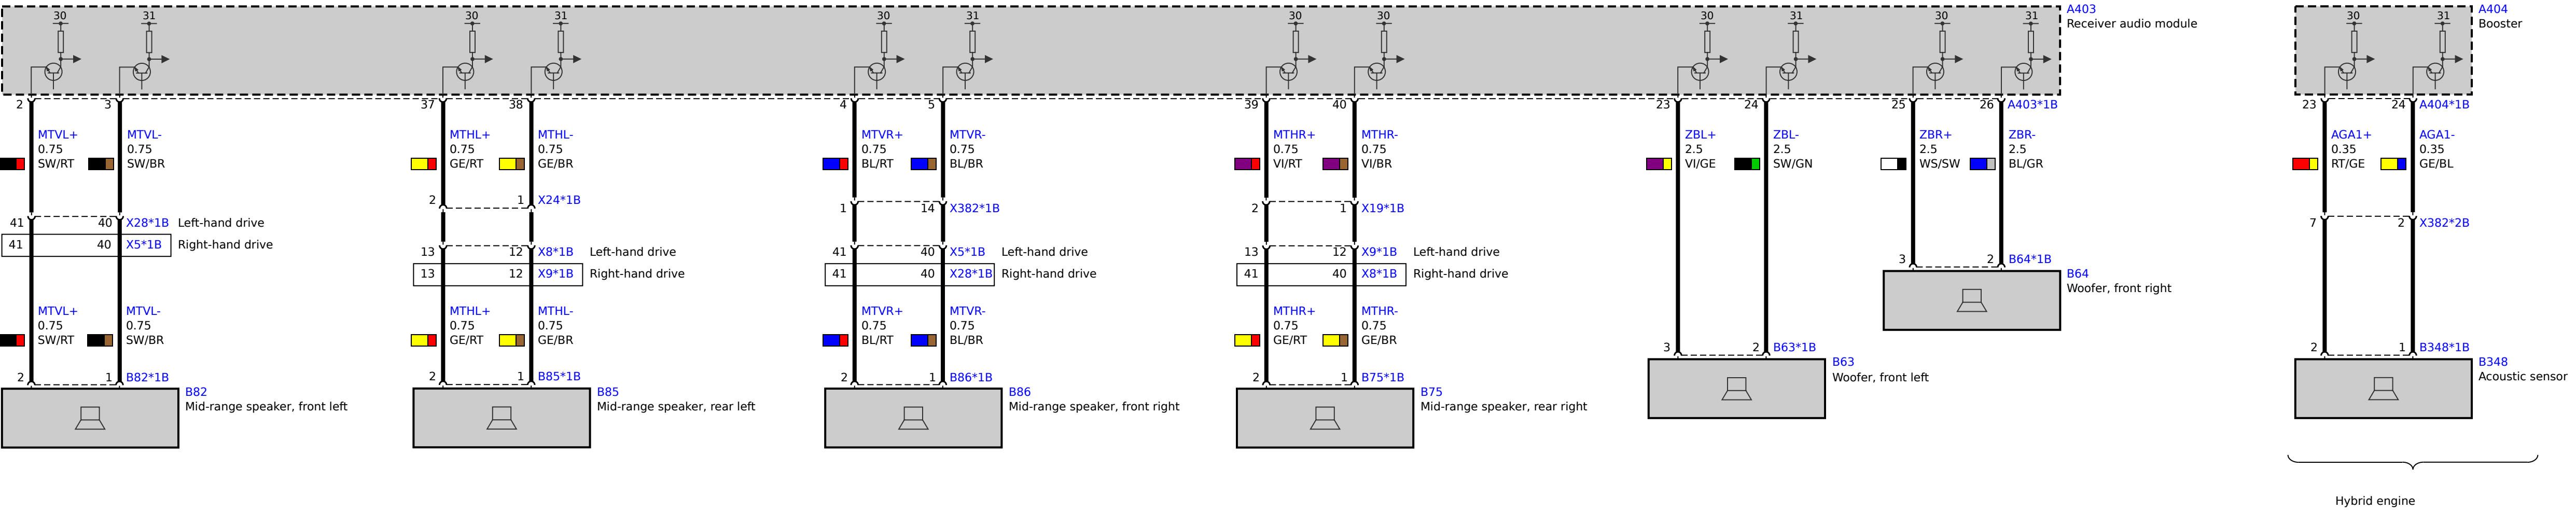 30 31 30 31 30 31 30 30 30 31 30 31 A403 30 31 A404
Receiver audio module Booster
2 3 37 38 4 5 39 40 23 24 25 26 A403*1B 23 24 A404*1B
MTVL+ MTVL- MTHL+ MTHL- MTVR+ MTVR- MTHR+ MTHR- ZBL+ ZBL- ZBR+ ZBR- AGA1+ AGA1-
0.75 0.75 0.75 0.75 0.75 0.75 0.75 0.75 2.5 2.5 2.5 2.5 0.35 0.35
SW/RT SW/BR GE/RT GE/BR BL/RT BL/BR VI/RT VI/BR VI/GE SW/GN WS/SW BL/GR RT/GE GE/BL
2 1 X24*1B
1 14 X382*1B 2 1 X19*1B
41 40 X28*1B Left-hand drive 7 2 X382*2B
41 40 X5*1B Right-hand drive
13 12 X8*1B Left-hand drive 41 40 X5*1B Left-hand drive 13 12 X9*1B Left-hand drive
3 2 B64*1B
13 12 X9*1B Right-hand drive 41 40 X28*1B Right-hand drive 41 40 X8*1B Right-hand drive B64
Woofer, front right
MTVL+ MTVL- MTHL+ MTHL- MTVR+ MTVR- MTHR+ MTHR-
0.75 0.75 0.75 0.75 0.75 0.75 0.75 0.75
SW/RT SW/BR GE/RT GE/BR BL/RT BL/BR GE/RT GE/BR
3 2 B63*1B 2 1 B348*1B
B63 B348
2 1 B82*1B 2 1 B85*1B 2 1 B86*1B 2 1 B75*1B Woofer, front left Acoustic sensor
B82 B85 B86 B75
Mid-range speaker, front left Mid-range speaker, rear left Mid-range speaker, front right Mid-range speaker, rear right
Hybrid engine